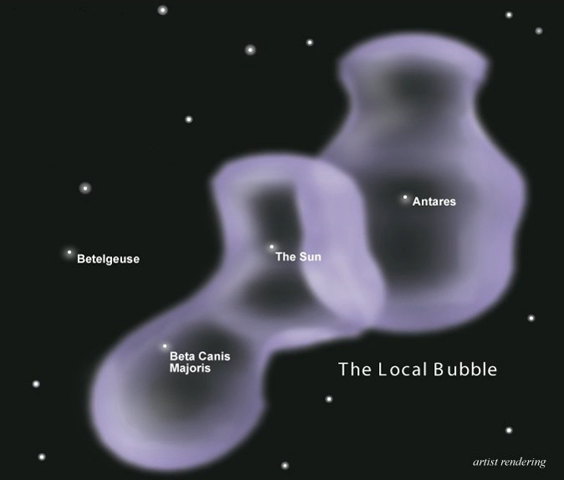 Antares
Betelgeuse
The Sun
Beta Canis
Majoris
The Local Bubble
artist rendering